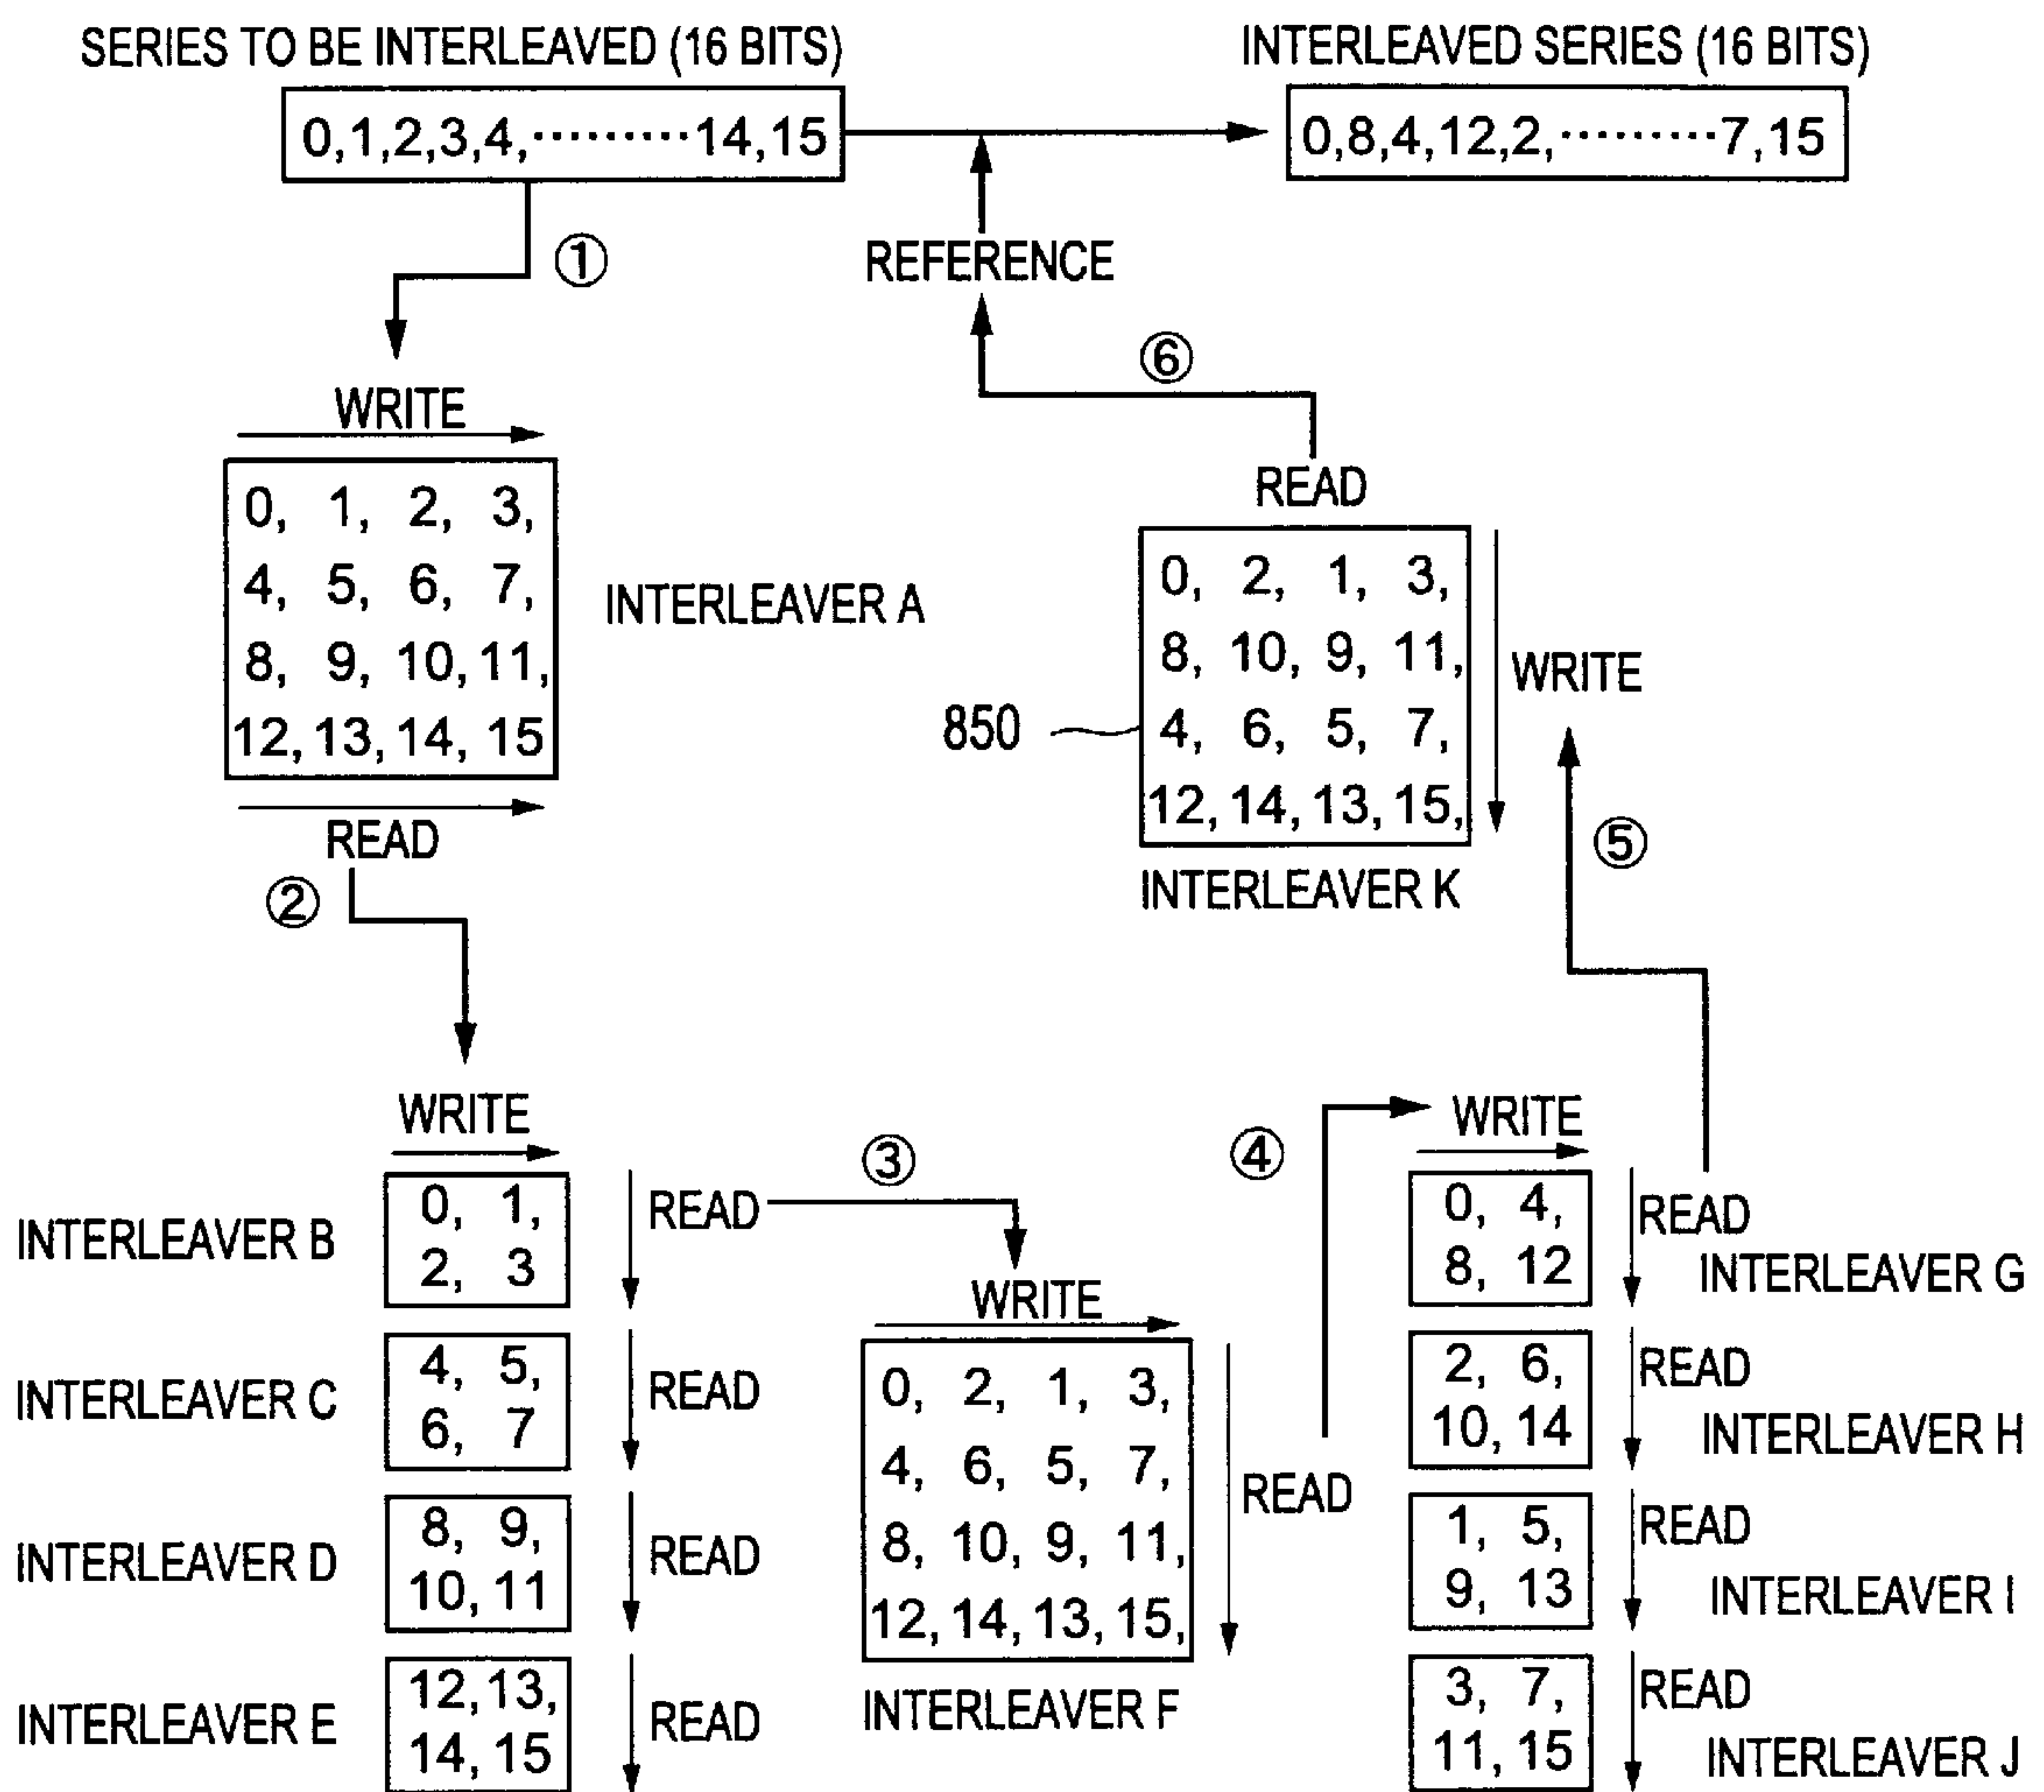 SERIES TO BE INTERLEAVED (16 BITS)
0,1,2,3,4,·········14,15
INTERLEAVED SERIES (16 BITS)
0,8,4,12,2,·········7,15
①
REFERENCE
⑥
WRITE
0, 1, 2, 3,
4, 5, 6, 7,
8, 9, 10, 11,
12, 13, 14, 15
INTERLEAVER A
READ
②
READ
0, 2, 1, 3,
8, 10, 9, 11,
4, 6, 5, 7,
12, 14, 13, 15,
850
WRITE
INTERLEAVER K
⑤
WRITE
INTERLEAVER B
0, 1,
2, 3
READ
INTERLEAVER C
4, 5,
6, 7
READ
INTERLEAVER D
8, 9,
10, 11
READ
INTERLEAVER E
12, 13,
14, 15
READ
③
WRITE
0, 2, 1, 3,
4, 6, 5, 7,
8, 10, 9, 11,
12, 14, 13, 15,
READ
INTERLEAVER F
④
WRITE
0, 4,
8, 12
READ
INTERLEAVER G
2, 6,
10, 14
READ
INTERLEAVER H
1, 5,
9, 13
READ
INTERLEAVER I
3, 7,
11, 15
READ
INTERLEAVER J